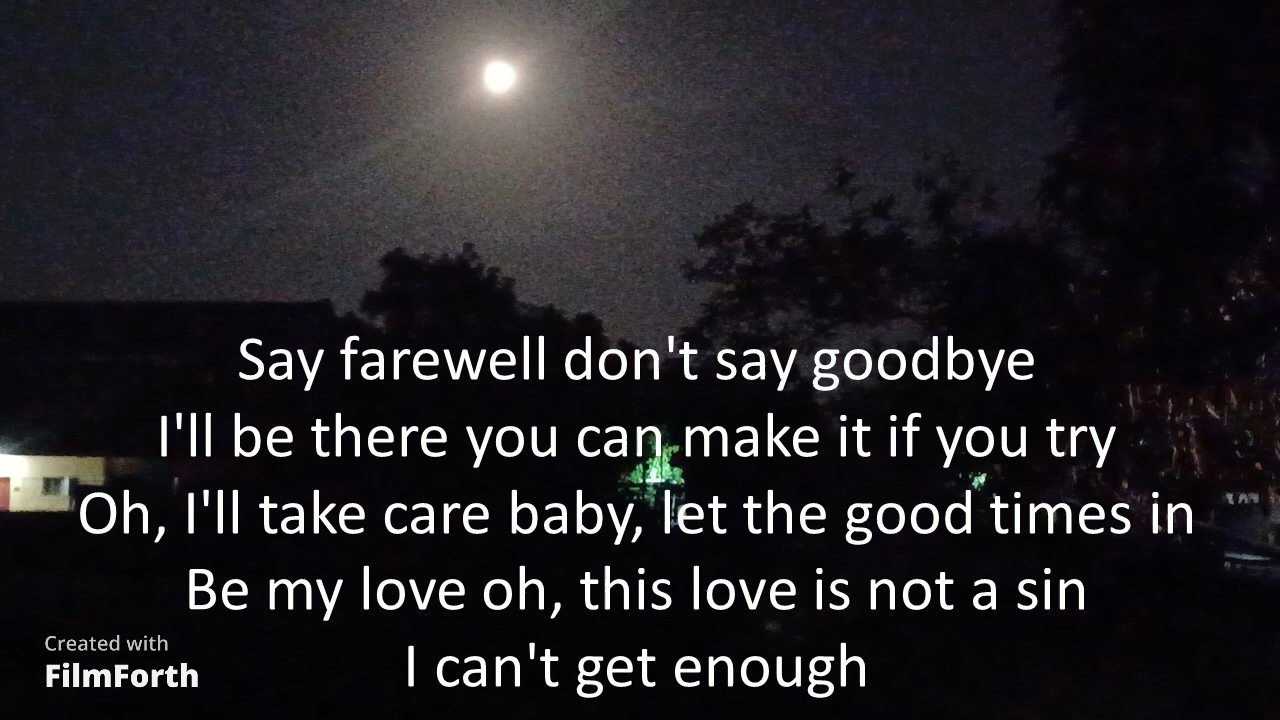 Say farewell don't say goodbye
I'll be there you can make it if you try
Oh, I'll take care baby, let the good times in
Be my love oh, this love is not a sin
I can't get enough
Created with
FilmForth